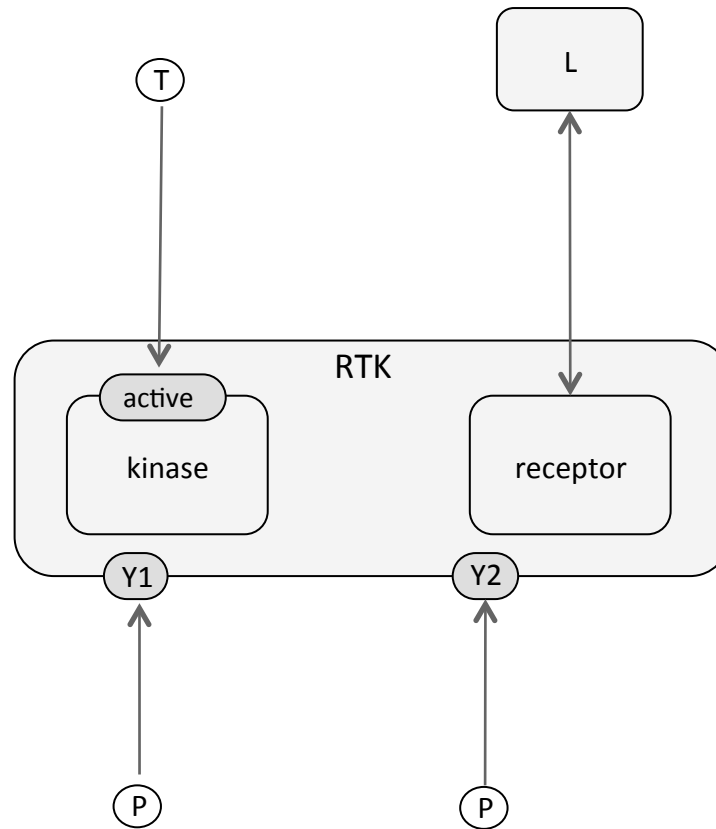 L
T
RTK
active
kinase
receptor
Y1
Y2
P
P